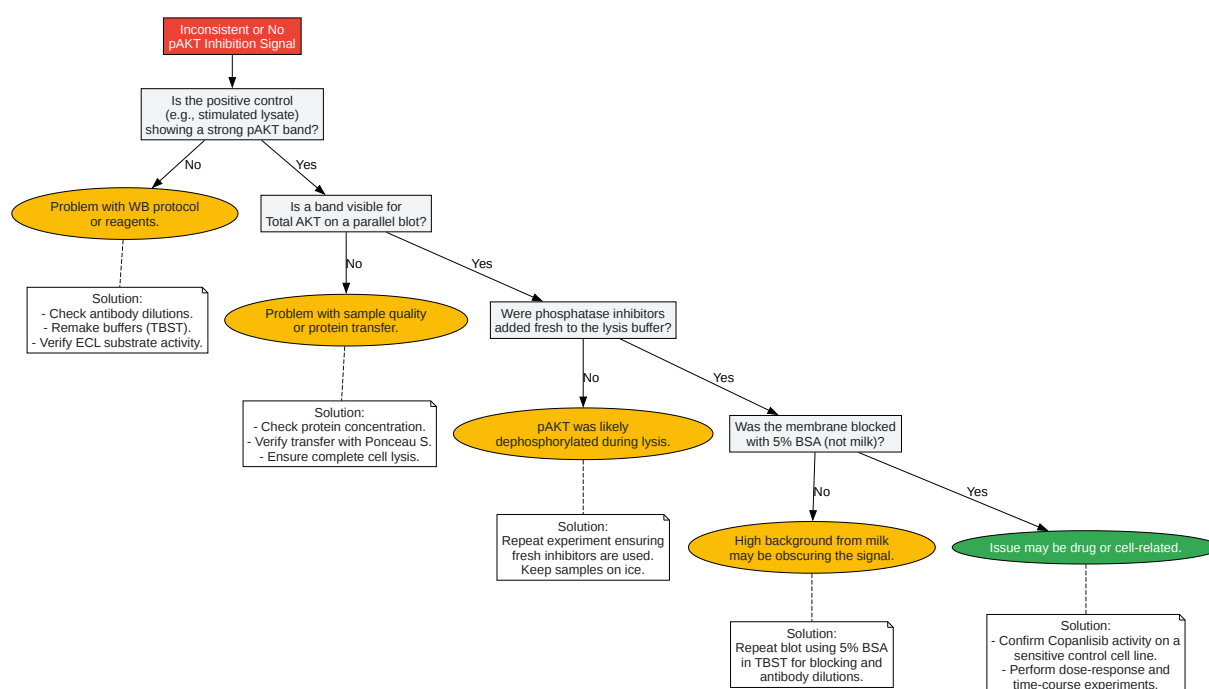 Inconsistent or No
pAKT Inhibition Signal
Is the positive control
(e.g., stimulated lysate)
showing a strong pAKT band?
No
Yes
Problem with WB protocol
or reagents.
Is a band visible for
Total AKT on a parallel blot?
Solution:
- Check antibody dilutions.
- Remake buffers (TBST).
- Verify ECL substrate activity.
No
Yes
Problem with sample quality
or protein transfer.
Were phosphatase inhibitors
added fresh to the lysis buffer?
Solution:
- Check protein concentration.
- Verify transfer with Ponceau S.
- Ensure complete cell lysis.
No
Yes
pAKT was likely
dephosphorylated during lysis.
Was the membrane blocked
with 5% BSA (not milk)?
Solution:
Repeat experiment ensuring
fresh inhibitors are used.
Keep samples on ice.
No
Yes
High background from milk
may be obscuring the signal.
Issue may be drug or cell-related.
Solution:
Repeat blot using 5% BSA
in TBST for blocking and
antibody dilutions.
Solution:
- Confirm Copanlisib activity on a
sensitive control cell line.
- Perform dose-response and
time-course experiments.